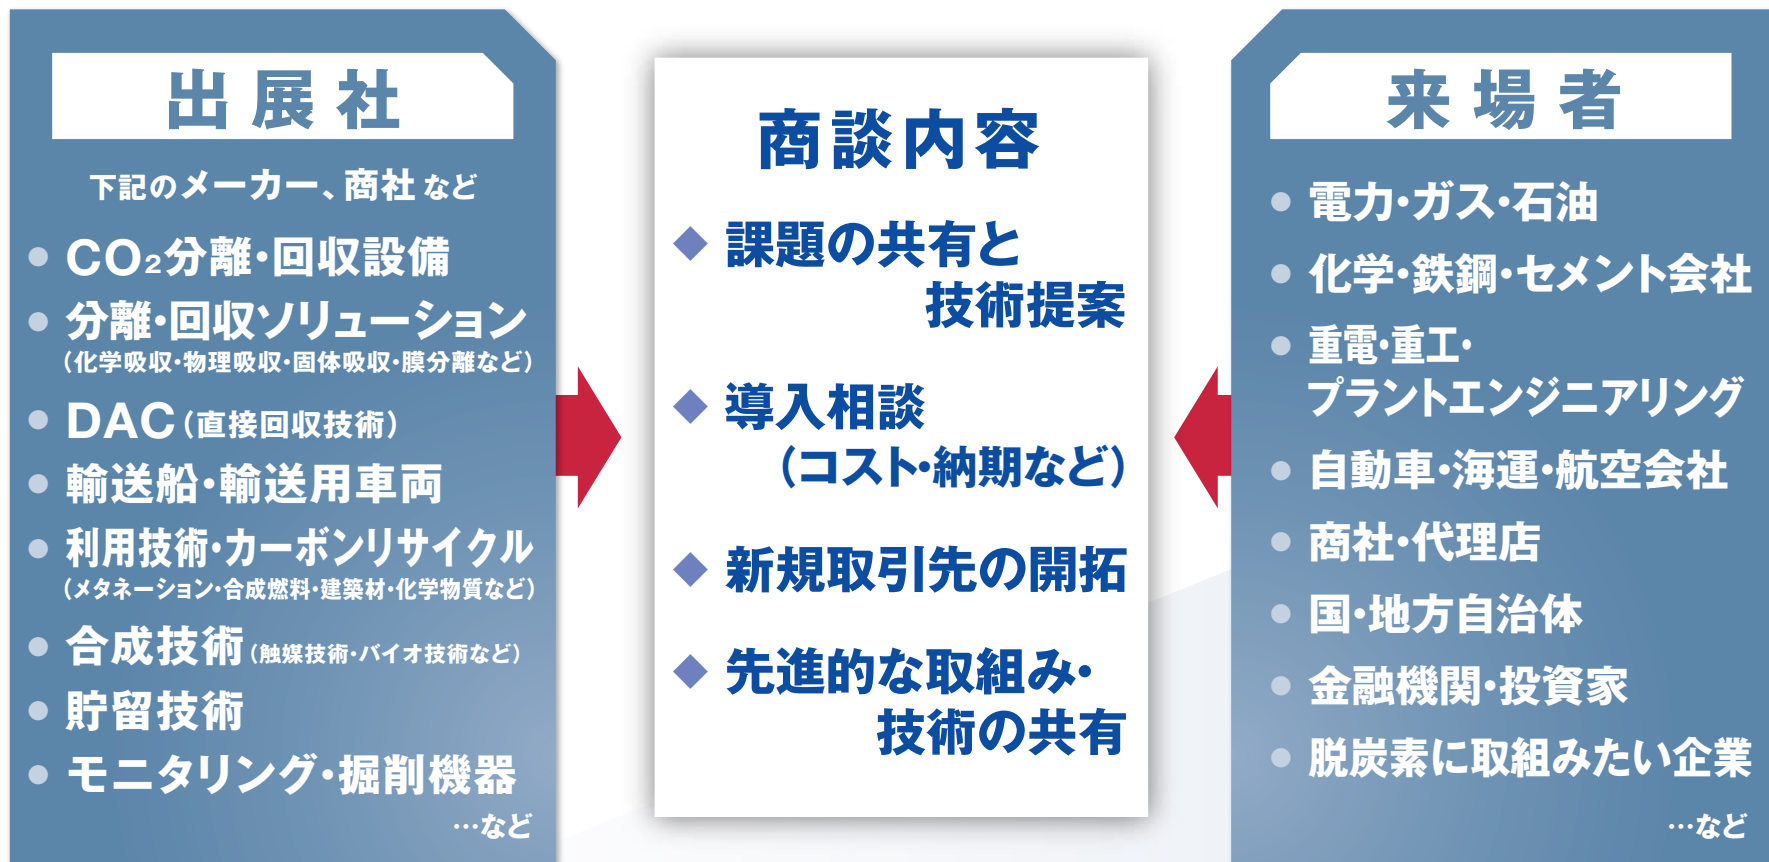 出展社
下記のメーカー、商社 など
● CO₂分離・回収設備
● 分離・回収ソリューション
（化学吸収・物理吸収・固体吸収・膜分離など）
● DAC（直接回収技術）
● 輸送船・輸送用車両
● 利用技術・カーボンリサイクル
（メタネーション・合成燃料・建築材・化学物質など）
● 合成技術（触媒技術・バイオ技術など）
● 貯留技術
● モニタリング・掘削機器
…など
商談内容
◆ 課題の共有と
技術提案
◆ 導入相談
（コスト・納期など）
◆ 新規取引先の開拓
◆ 先進的な取組み・
技術の共有
来場者
● 電力・ガス・石油
● 化学・鉄鋼・セメント会社
● 重電・重工・
プラントエンジニアリング
● 自動車・海運・航空会社
● 商社・代理店
● 国・地方自治体
● 金融機関・投資家
● 脱炭素に取組みたい企業
…など